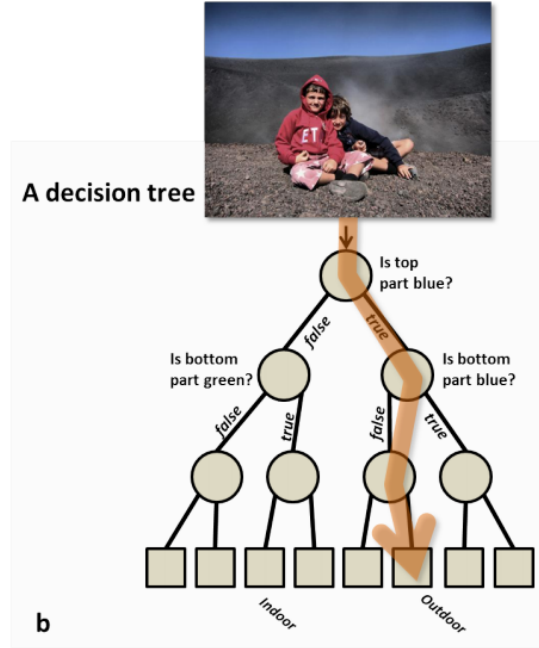 ET
A decision tree
Is top
part blue?
false
true
Is bottom
part green?
Is bottom
part blue?
false
true
false
true
Indoor
Outdoor
b